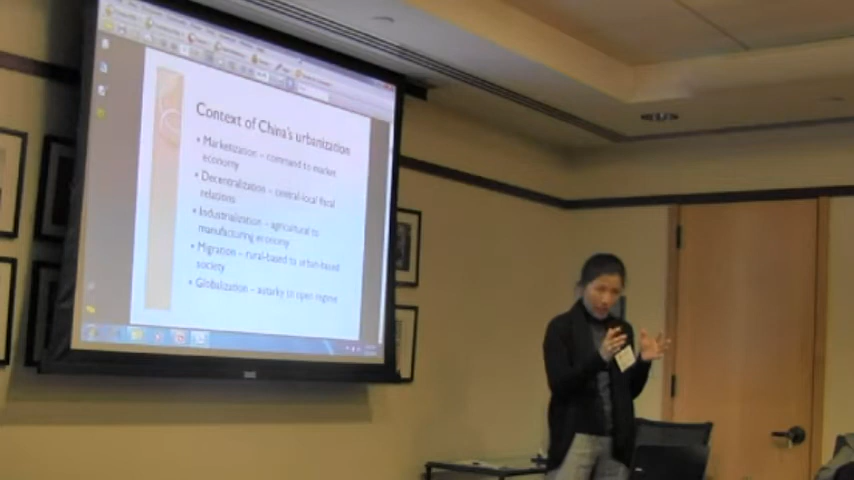 Context of China's urbanization
• Marketization – command to market
economy
• Decentralization – central-local fiscal
relations
• Industrialization – agricultural to
manufacturing economy
• Migration – rural-based to urban-based
society
• Globalization – autarky to open regime